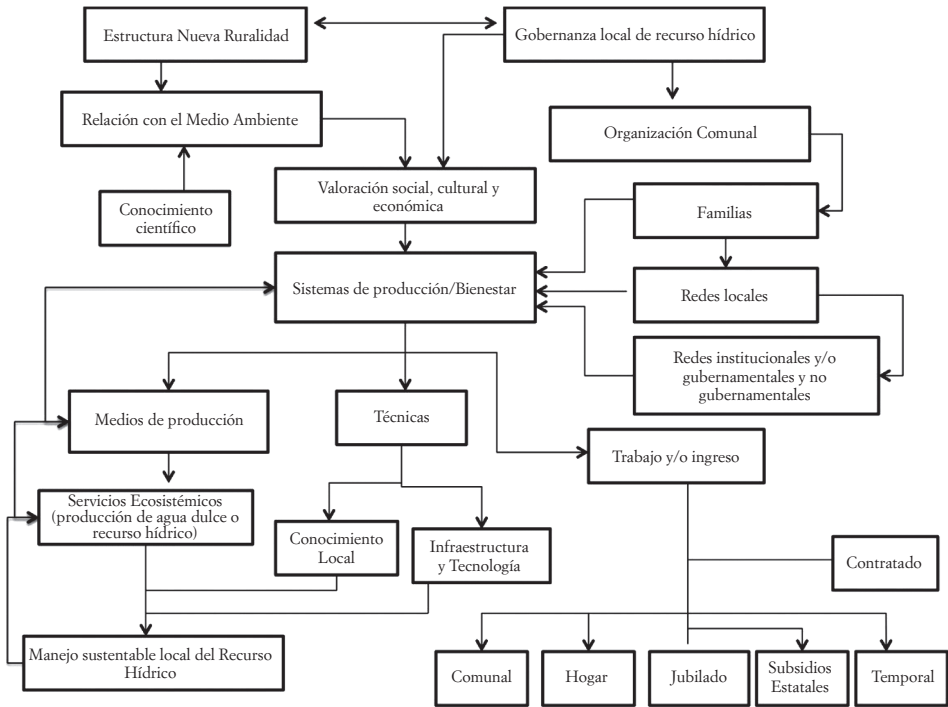 Estructura Nueva Ruralidad
Gobernanza local de recurso hídrico
Relación con el Medio Ambiente
Organización Comunal
Valoración social, cultural y
económica
Conocimiento
científico
Familias
Sistemas de producción/Bienestar
Redes locales
Redes institucionales y/o
gubernamentales y no
gubernamentales
Medios de producción
Técnicas
Trabajo y/o ingreso
Servicios Ecosistémicos
(producción de agua dulce o
recurso hídrico)
Conocimiento
Local
Infraestructura
y Tecnología
Contratado
Manejo sustentable local del Recurso
Hídrico
Comunal
Hogar
Jubilado
Subsidios
Estatales
Temporal